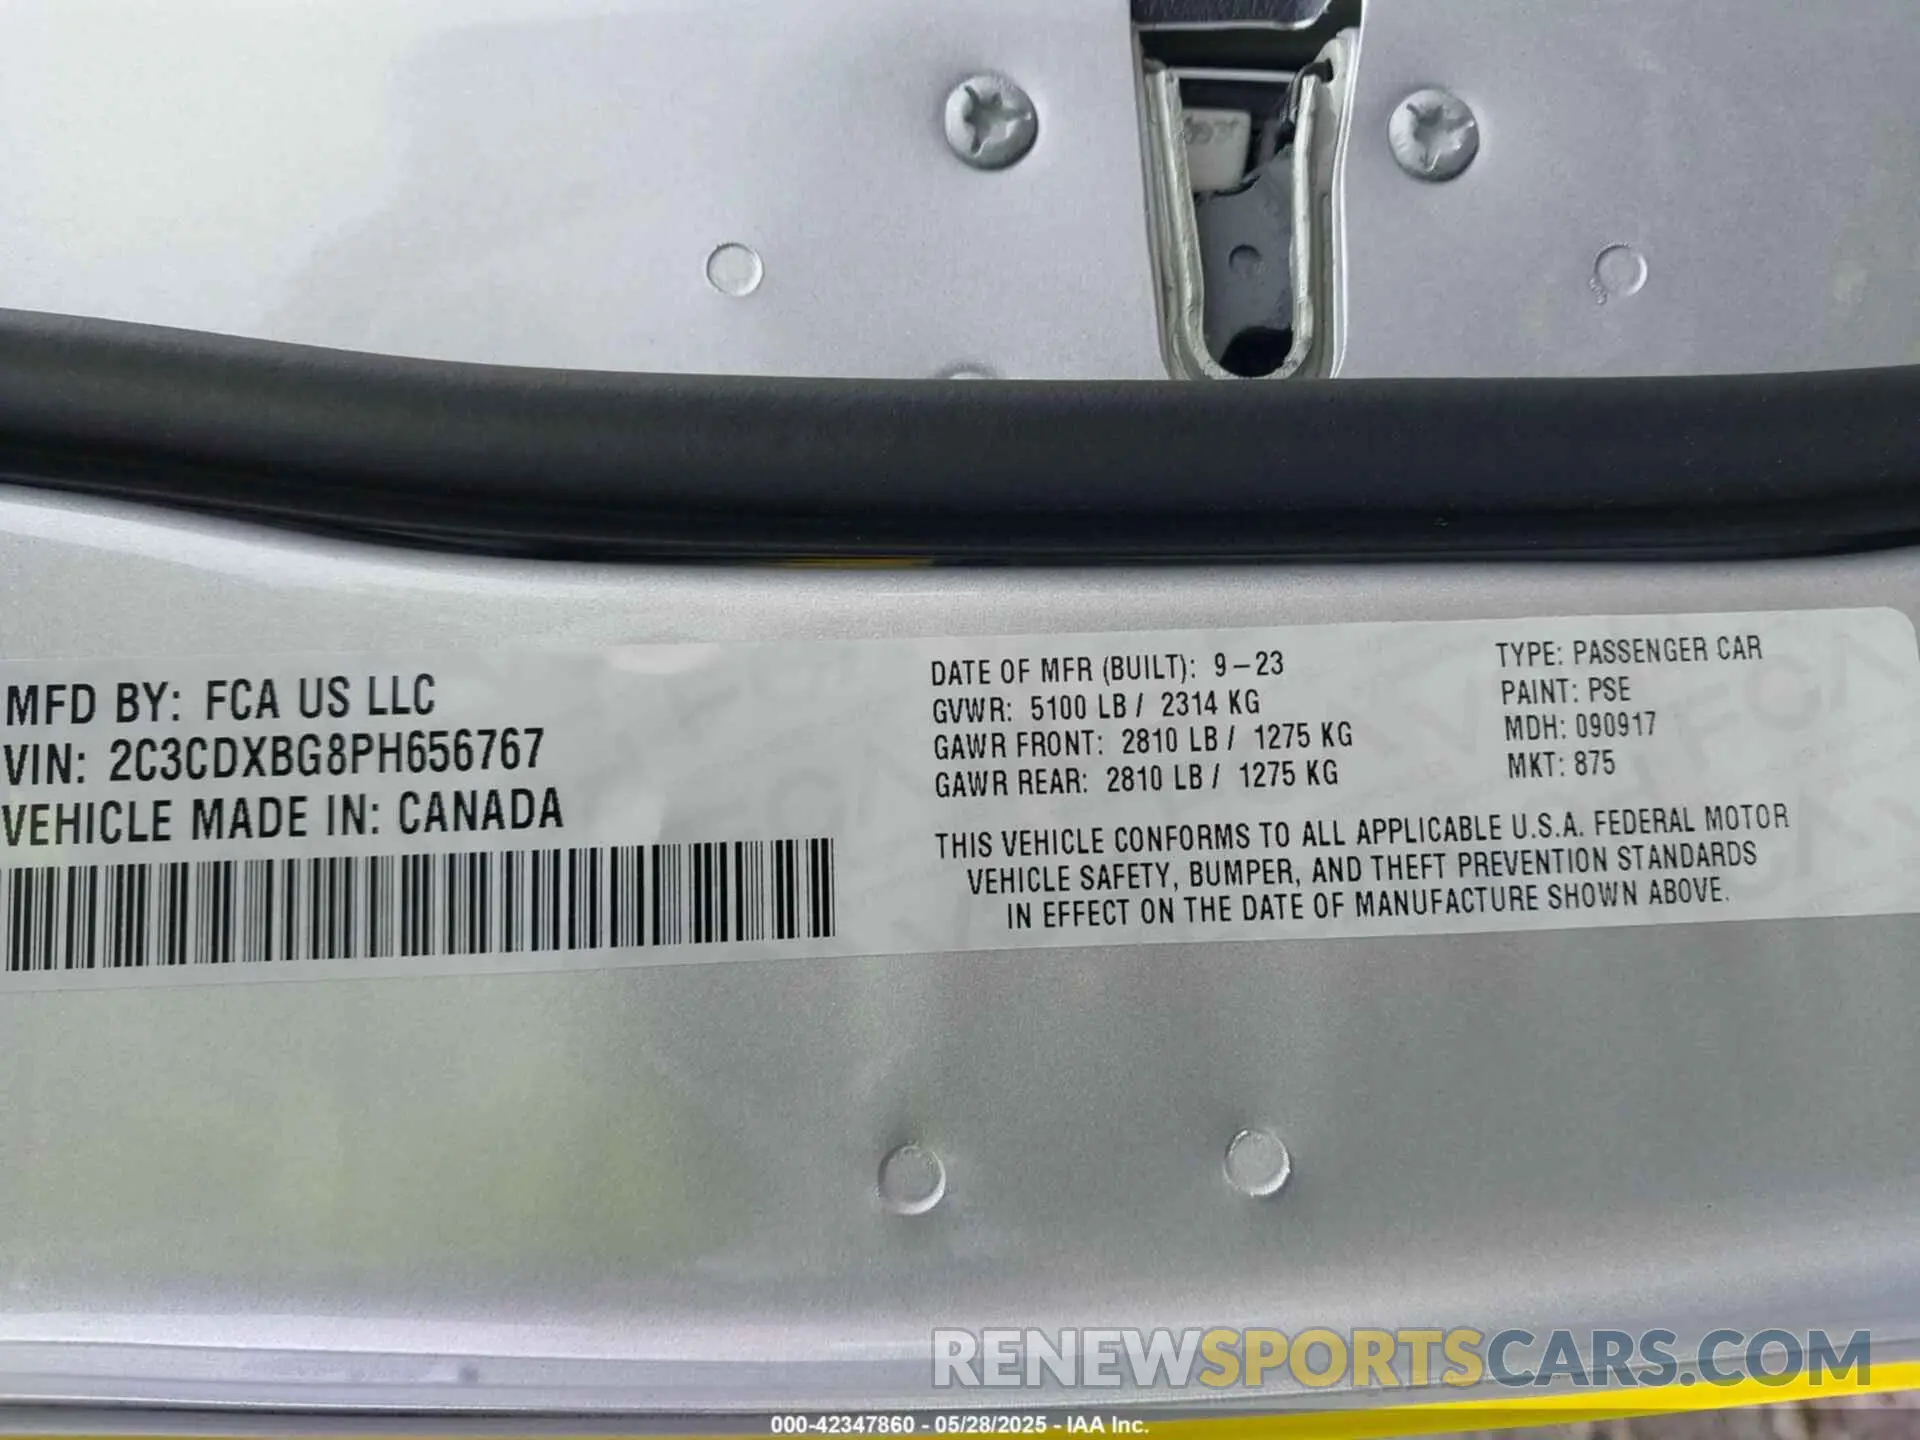 MFD BY: FCA US LLC
VIN: 2C3CDXBG8PH656767
VEHICLE MADE IN: CANADA
DATE OF MFR (BUILT): 9-23
GVWR: 5100 LB / 2314 KG
GAWR FRONT: 2810 LB / 1275 KG
GAWR REAR: 2810 LB / 1275 KG
TYPE: PASSENGER CAR
PAINT: PSE
MDH: 090917
MKT: 875
THIS VEHICLE CONFORMS TO ALL APPLICABLE U.S.A. FEDERAL MOTOR
VEHICLE SAFETY, BUMPER, AND THEFT PREVENTION STANDARDS
IN EFFECT ON THE DATE OF MANUFACTURE SHOWN ABOVE.
RENEWSPORTSCARS.COM
000-42347860 - 05/28/2025 - IAA Inc.